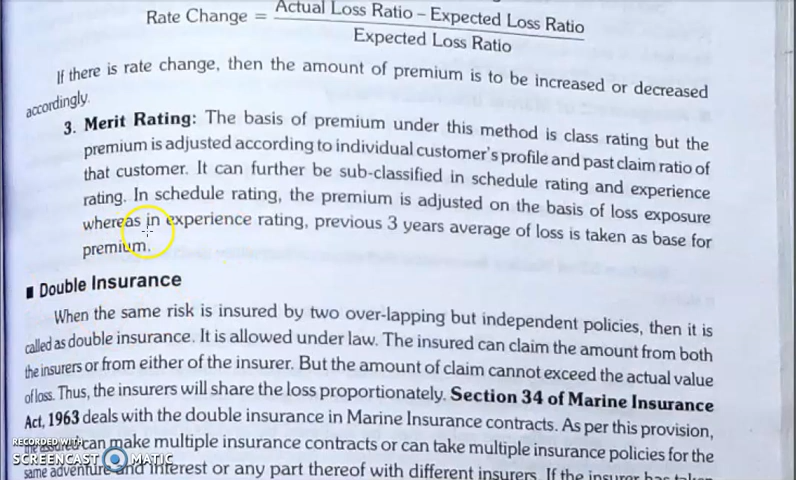 Rate Change = Actual Loss Ratio – Expected Loss Ratio
Expected Loss Ratio
If there is rate change, then the amount of premium is to be increased or decreased
accordingly.
3. Merit Rating: The basis of premium under this method is class rating but the
premium is adjusted according to individual customer's profile and past claim ratio of
that customer. It can further be sub-classified in schedule rating and experience
rating. In schedule rating, the premium is adjusted on the basis of loss exposure
whereas in experience rating, previous 3 years average of loss is taken as base for
premium.
■ Double Insurance
When the same risk is insured by two over-lapping but independent policies, then it is
called as double insurance. It is allowed under law. The insured can claim the amount from both
the insurers or from either of the insurer. But the amount of claim cannot exceed the actual value
of loss. Thus, the insurers will share the loss proportionately. Section 34 of Marine Insurance
Act, 1963 deals with the double insurance in Marine Insurance contracts. As per this provision,
can make multiple insurance contracts or can take multiple insurance policies for the
same adventure and interest or any part thereof with different insurers. If the insurer has taken
RECORDED WITH
SCREENCAST MATIC